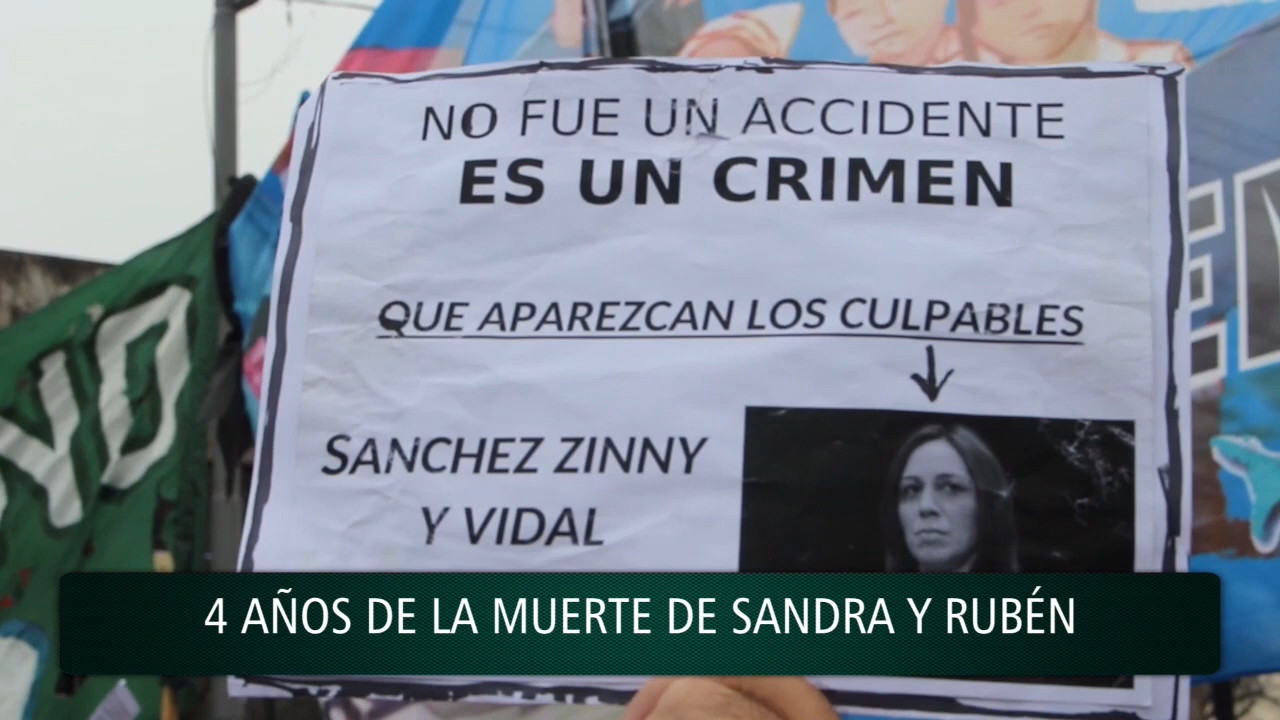 NO FUE UN ACCIDENTE
ES UN CRIMEN
QUE APAREZCAN LOS CULPABLES
SANCHEZ ZINNY
Y VIDAL
4 AÑOS DE LA MUERTE DE SANDRA Y RUBÉN